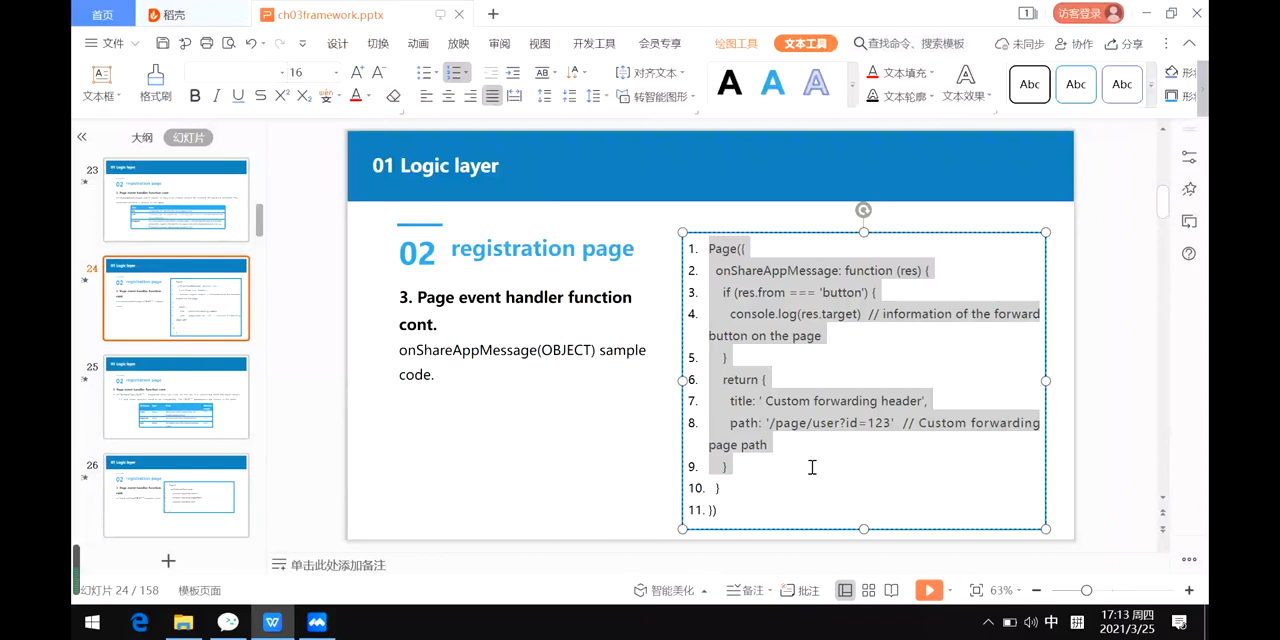 首页
稻壳
ch03framework.pptx
访客登录
文件
设计
切换
动画
放映
审阅
视图
开发工具
会员专享
绘图工具
文本工具
查找命令、搜索模板
未同步
协作
分享
文本框
格式刷
16
对齐文本
转智能图形
文本填充
文本轮廓
文本效果
Abc
Abc
Abc
大纲
幻灯片
23
24
25
26
01 Logic layer
02 registration page
3. Page event handler function
cont.
onShareAppMessage(OBJECT) sample
code.
1. Page({
2. onShareAppMessage: function (res) {
3. if (res.from === 'button') {
4. console.log(res.target) // information of the forward
button on the page
5. }
6. return {
7. title: ' Custom forwarding header',
8. path: '/page/user?id=123' // Custom forwarding
page path
9. }
10. }
11. })
单击此处添加备注
幻灯片 24 / 158
模板页面
智能美化
备注
批注
63%
中
拼
17:13 周四
2021/3/25